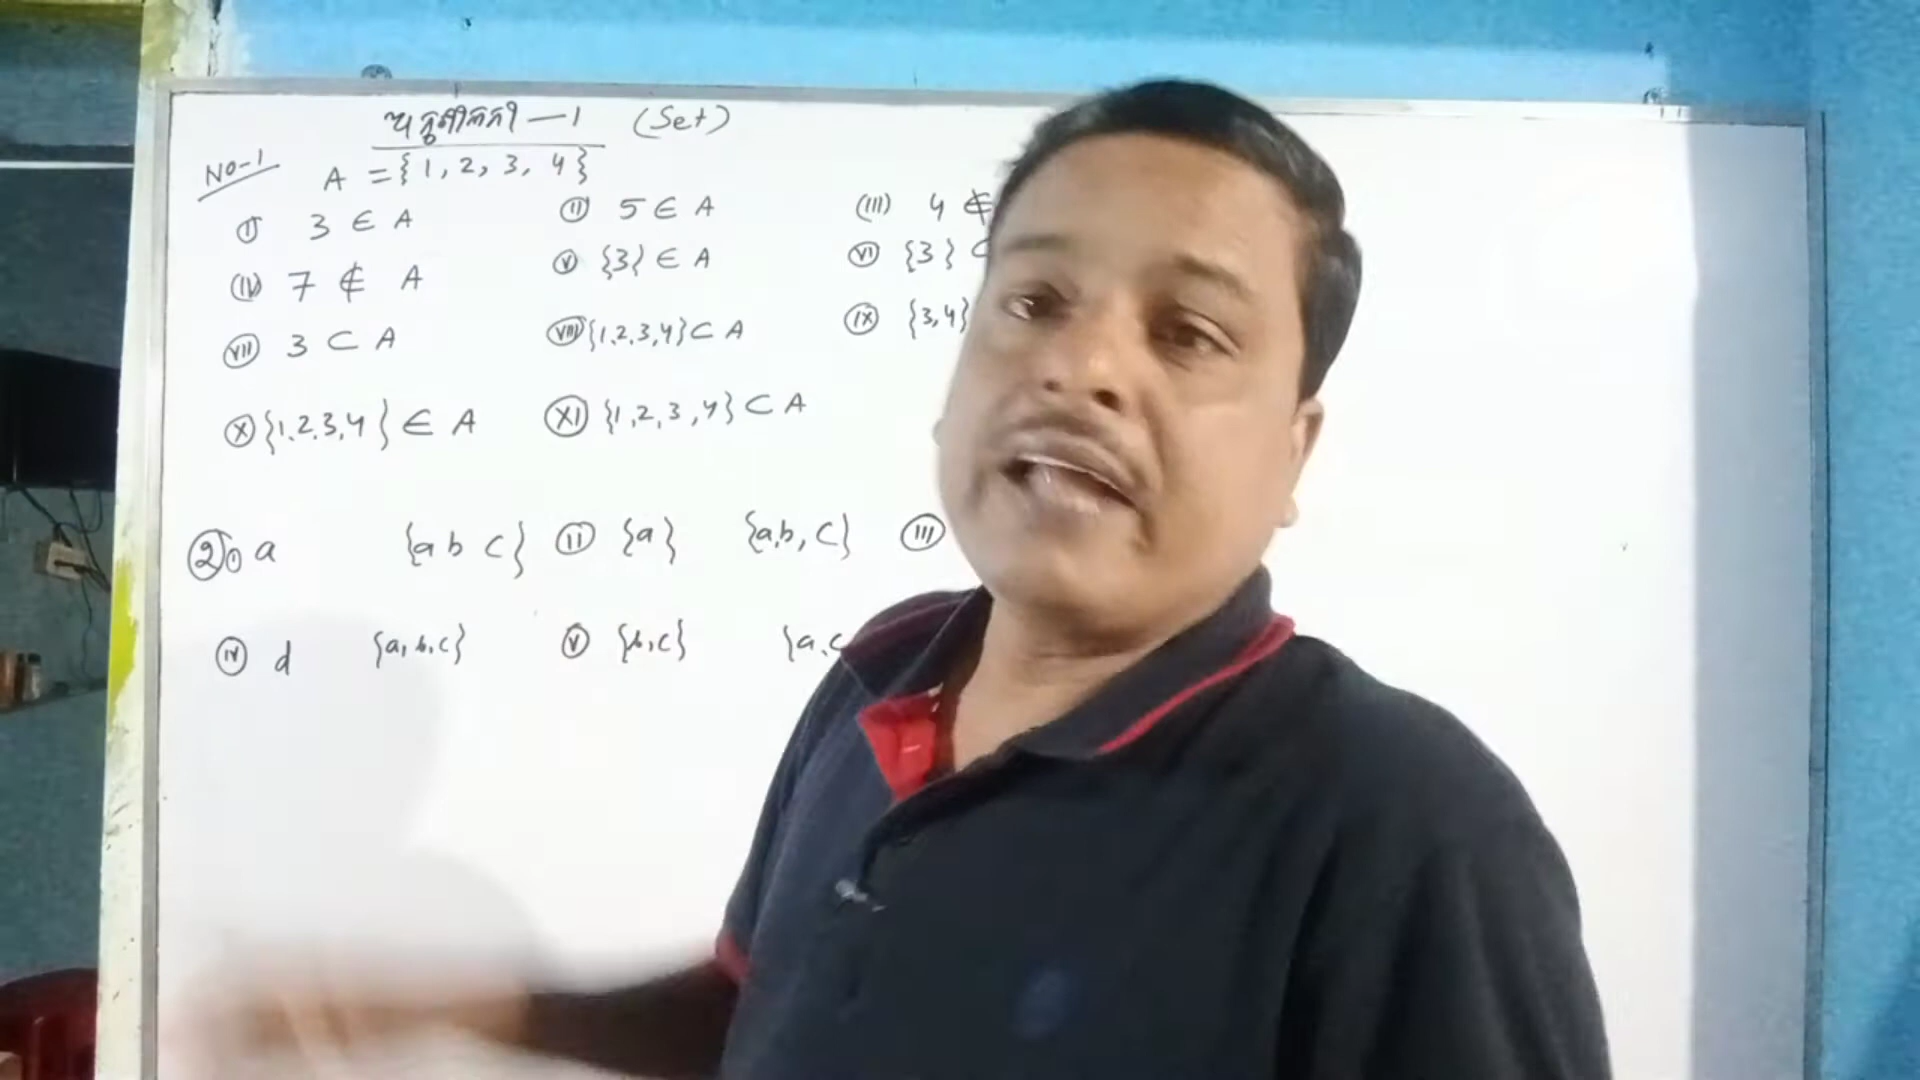 ଅନୁଶୀଳନୀ — 1 (Set)
NO-1 A = {1, 2, 3, 4}
(I) 3 ∈ A (II) 5 ∈ A (III) 4 ∉
(IV) 7 ∉ A (V) {3} ∈ A (VI) {3} ⊂
(VII) 3 ⊂ A (VIII) {1,2,3,4} ⊂ A (IX) {3,4}
(X) {1,2,3,4} ∈ A (XI) {1,2,3,4} ⊂ A
(2) (i) a {a b c} (II) {a} {a,b,c} (III)
(IV) d {a,b,c} (V) {b,c} {a,c